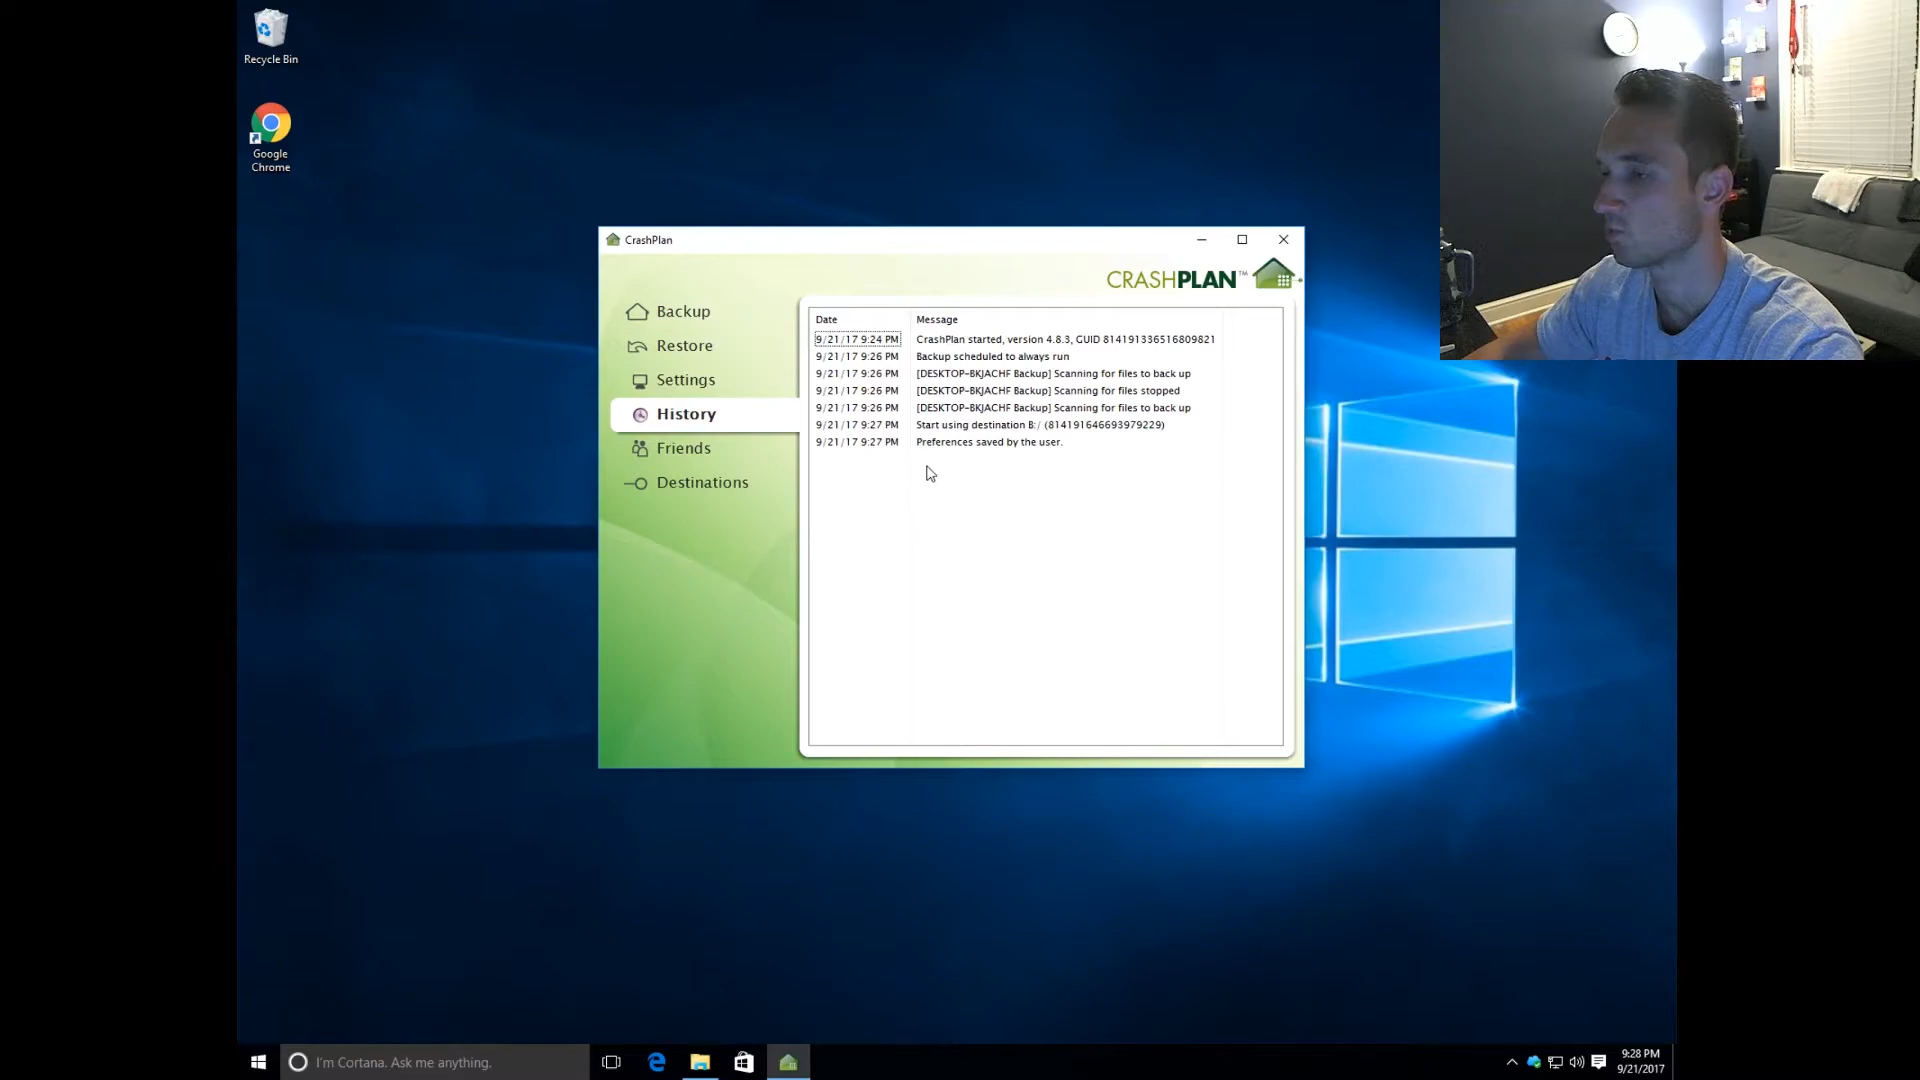 Recycle Bin
Google
Chrome
CrashPlan
CRASHPLAN™
Backup
Restore
Settings
History
Friends
Destinations
Date Message
9/21/17 9:24 PM CrashPlan started, version 4.8.3, GUID 814191336516809821
9/21/17 9:26 PM Backup scheduled to always run
9/21/17 9:26 PM [DESKTOP-BKJACHF Backup] Scanning for files to back up
9/21/17 9:26 PM [DESKTOP-BKJACHF Backup] Scanning for files stopped
9/21/17 9:26 PM [DESKTOP-BKJACHF Backup] Scanning for files to back up
9/21/17 9:27 PM Start using destination B:/ (814191646693979229)
9/21/17 9:27 PM Preferences saved by the user.
I'm Cortana. Ask me anything.
9:28 PM
9/21/2017